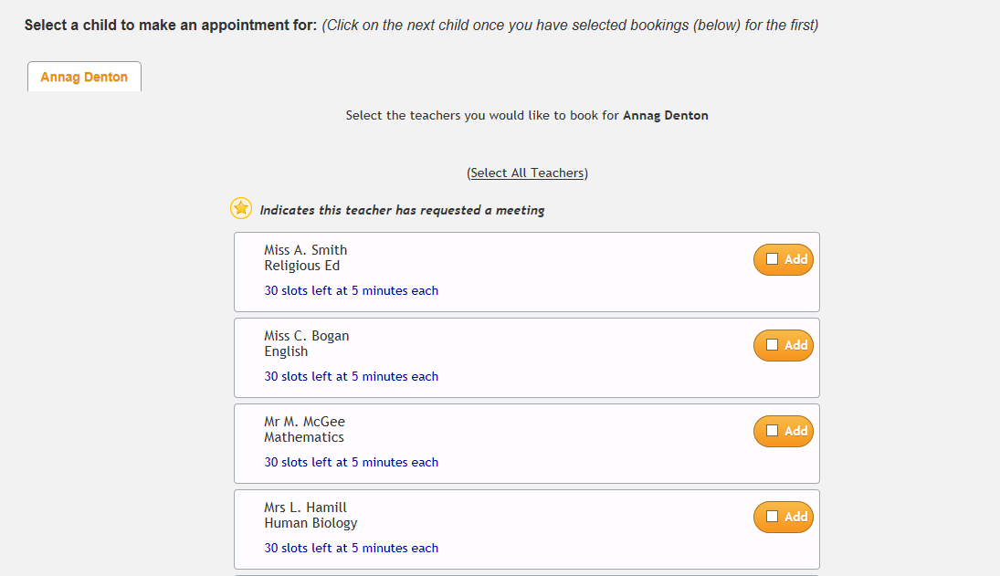 Select a child to make an appointment for: (Click on the next child once you have selected bookings (below) for the first)
Annag Denton
Select the teachers you would like to book for Annag Denton
(Select All Teachers)
Indicates this teacher has requested a meeting
Miss A. Smith
Religious Ed
30 slots left at 5 minutes each
Add
Miss C. Bogan
English
30 slots left at 5 minutes each
Add
Mr M. McGee
Mathematics
30 slots left at 5 minutes each
Add
Mrs L. Hamill
Human Biology
30 slots left at 5 minutes each
Add